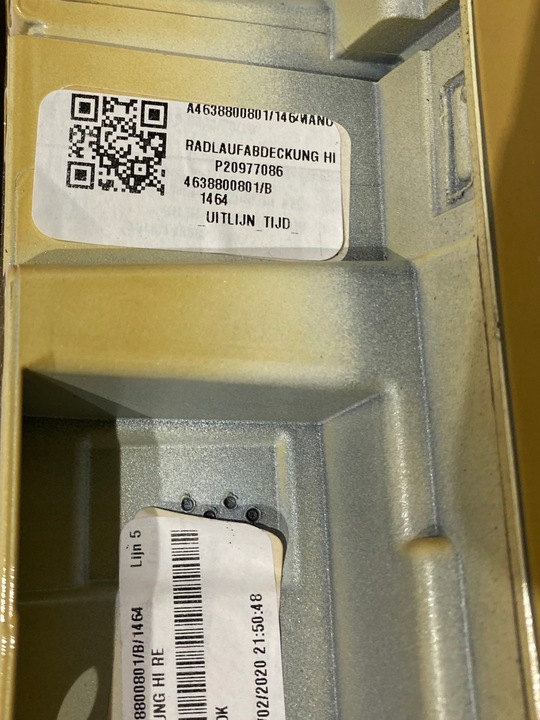 A4638800801/1464MANU
RADLAUFABDECKUNG HI
P20977086
4638800801/B
1464
_UITLIJN_TIJD_
Lijn 5
8800801/B/1464
UNG HI RE
OK
/02/2020 21:50:48